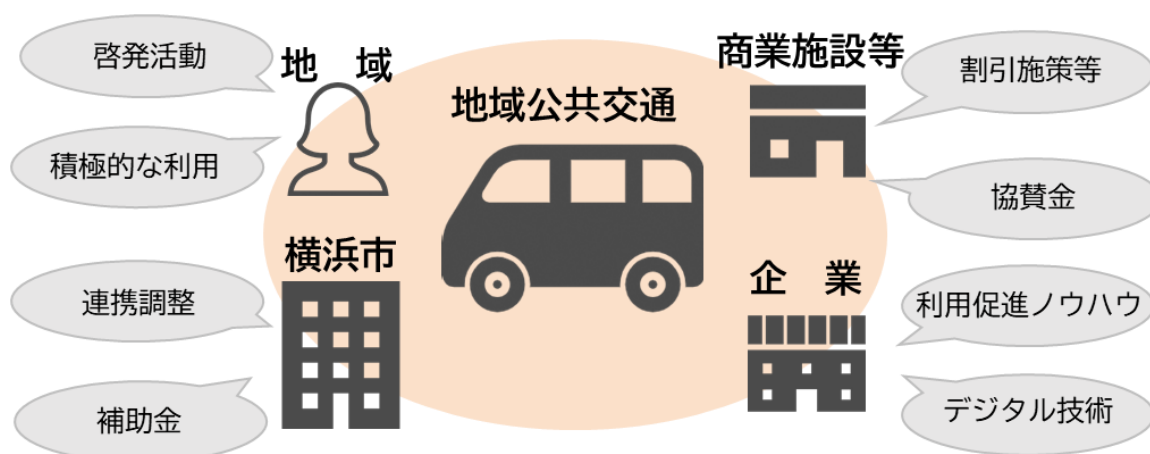 啓発活動
積極的な利用
地　域
地域公共交通
商業施設等
割引施策等
協賛金
横浜市
連携調整
補助金
企　業
利用促進ノウハウ
デジタル技術